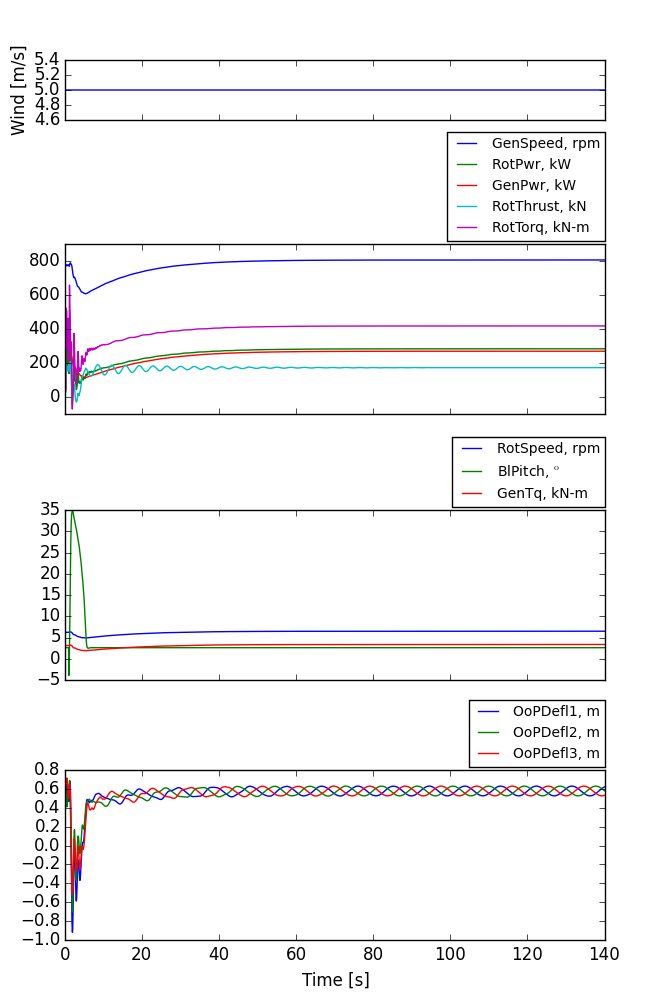 Wind [m/s]
5.4
5.2
5.0
4.8
4.6
GenSpeed, rpm
RotPwr, kW
GenPwr, kW
RotThrust, kN
RotTorq, kN-m
800
600
400
200
0
RotSpeed, rpm
BlPitch, °
GenTq, kN-m
35
30
25
20
15
10
5
0
−5
OoPDefl1, m
OoPDefl2, m
OoPDefl3, m
0.8
0.6
0.4
0.2
0.0
−0.2
−0.4
−0.6
−0.8
−1.0
0 20 40 60 80 100 120 140
Time [s]